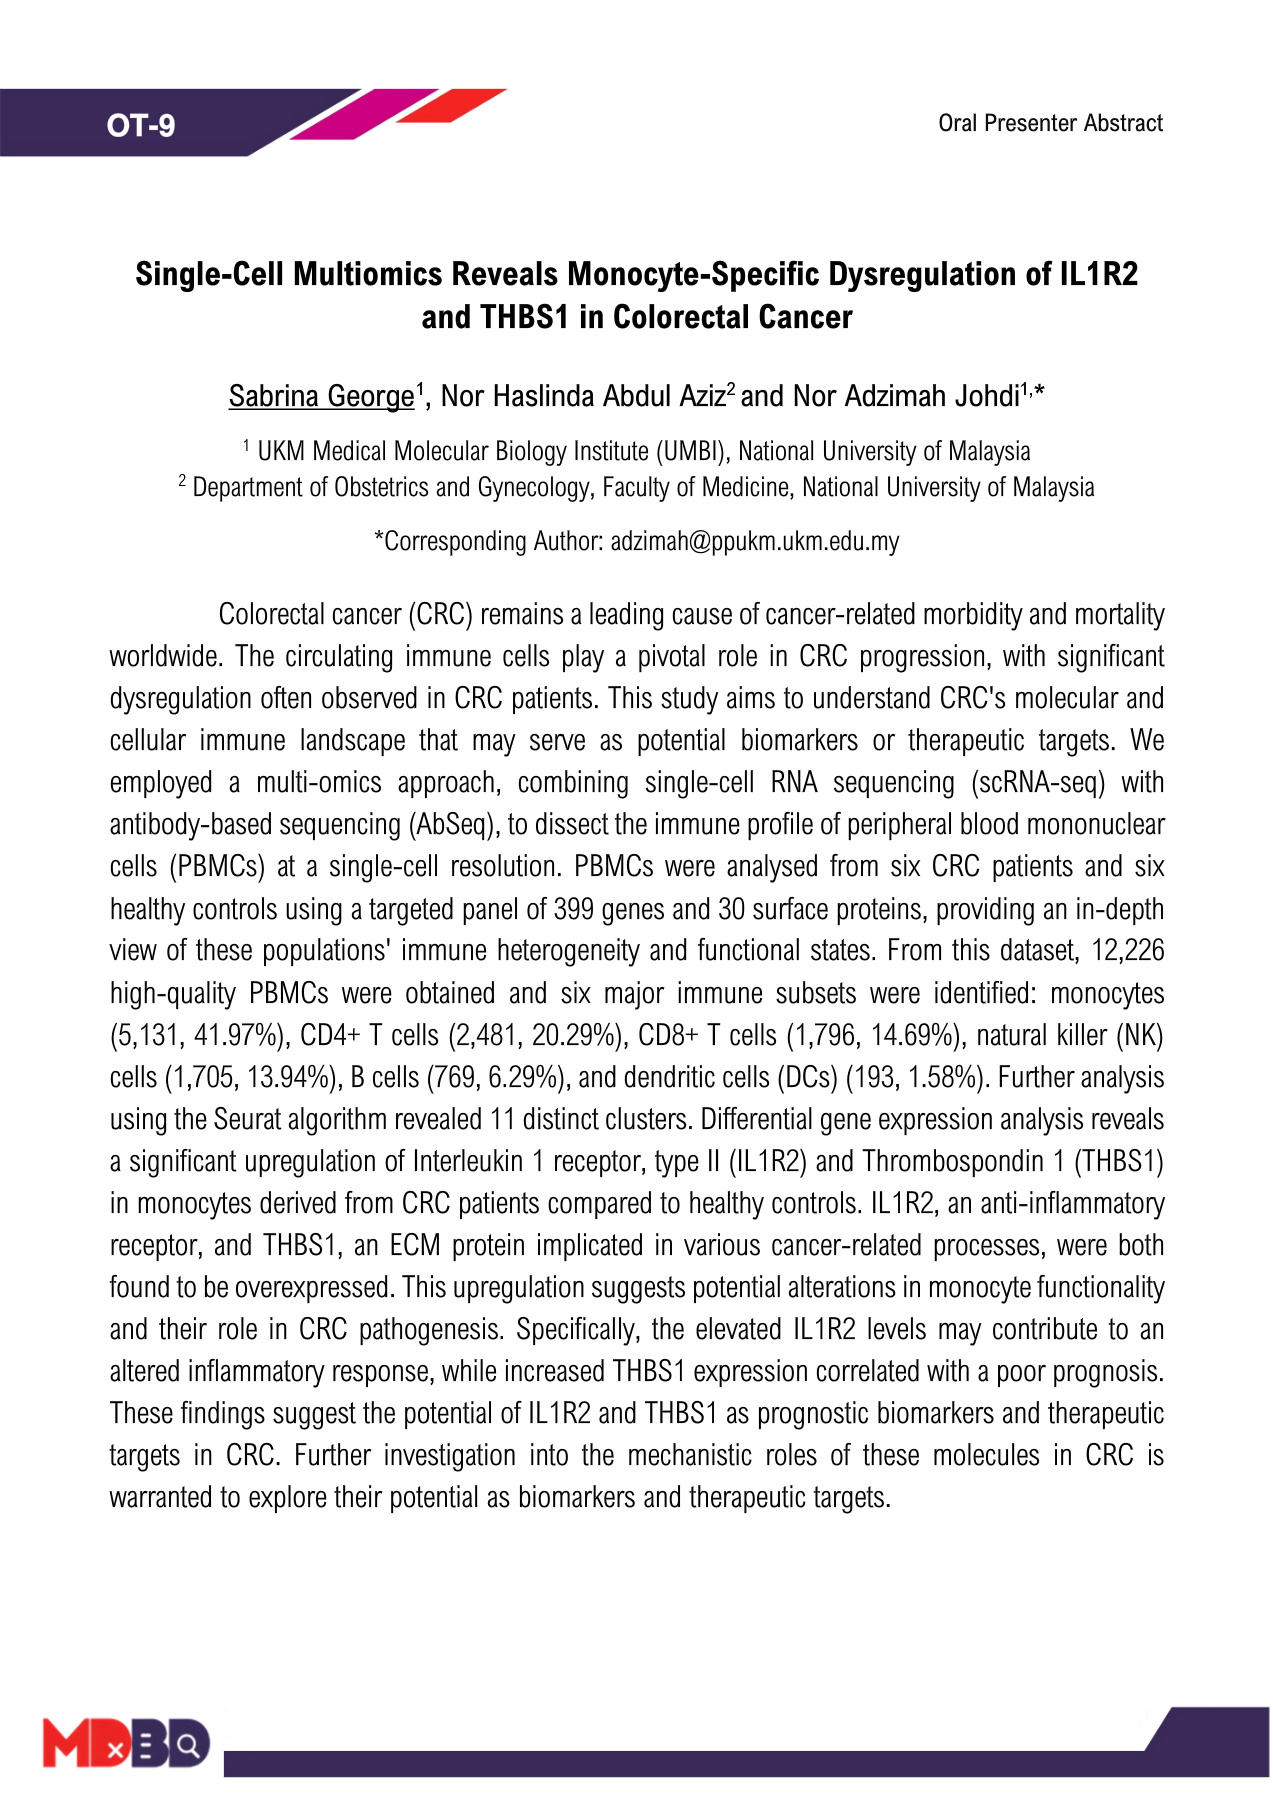 OT-9
Oral Presenter Abstract
Single-Cell Multiomics Reveals Monocyte-Specific Dysregulation of IL1R2
and THBS1 in Colorectal Cancer
Sabrina George¹, Nor Haslinda Abdul Aziz² and Nor Adzimah Johdi¹,*
¹ UKM Medical Molecular Biology Institute (UMBI), National University of Malaysia
² Department of Obstetrics and Gynecology, Faculty of Medicine, National University of Malaysia
*Corresponding Author: adzimah@ppukm.ukm.edu.my
Colorectal cancer (CRC) remains a leading cause of cancer-related morbidity and mortality
worldwide. The circulating immune cells play a pivotal role in CRC progression, with significant
dysregulation often observed in CRC patients. This study aims to understand CRC's molecular and
cellular immune landscape that may serve as potential biomarkers or therapeutic targets. We
employed a multi-omics approach, combining single-cell RNA sequencing (scRNA-seq) with
antibody-based sequencing (AbSeq), to dissect the immune profile of peripheral blood mononuclear
cells (PBMCs) at a single-cell resolution. PBMCs were analysed from six CRC patients and six
healthy controls using a targeted panel of 399 genes and 30 surface proteins, providing an in-depth
view of these populations' immune heterogeneity and functional states. From this dataset, 12,226
high-quality PBMCs were obtained and six major immune subsets were identified: monocytes
(5,131, 41.97%), CD4+ T cells (2,481, 20.29%), CD8+ T cells (1,796, 14.69%), natural killer (NK)
cells (1,705, 13.94%), B cells (769, 6.29%), and dendritic cells (DCs) (193, 1.58%). Further analysis
using the Seurat algorithm revealed 11 distinct clusters. Differential gene expression analysis reveals
a significant upregulation of Interleukin 1 receptor, type II (IL1R2) and Thrombospondin 1 (THBS1)
in monocytes derived from CRC patients compared to healthy controls. IL1R2, an anti-inflammatory
receptor, and THBS1, an ECM protein implicated in various cancer-related processes, were both
found to be overexpressed. This upregulation suggests potential alterations in monocyte functionality
and their role in CRC pathogenesis. Specifically, the elevated IL1R2 levels may contribute to an
altered inflammatory response, while increased THBS1 expression correlated with a poor prognosis.
These findings suggest the potential of IL1R2 and THBS1 as prognostic biomarkers and therapeutic
targets in CRC. Further investigation into the mechanistic roles of these molecules in CRC is
warranted to explore their potential as biomarkers and therapeutic targets.
MDxBD